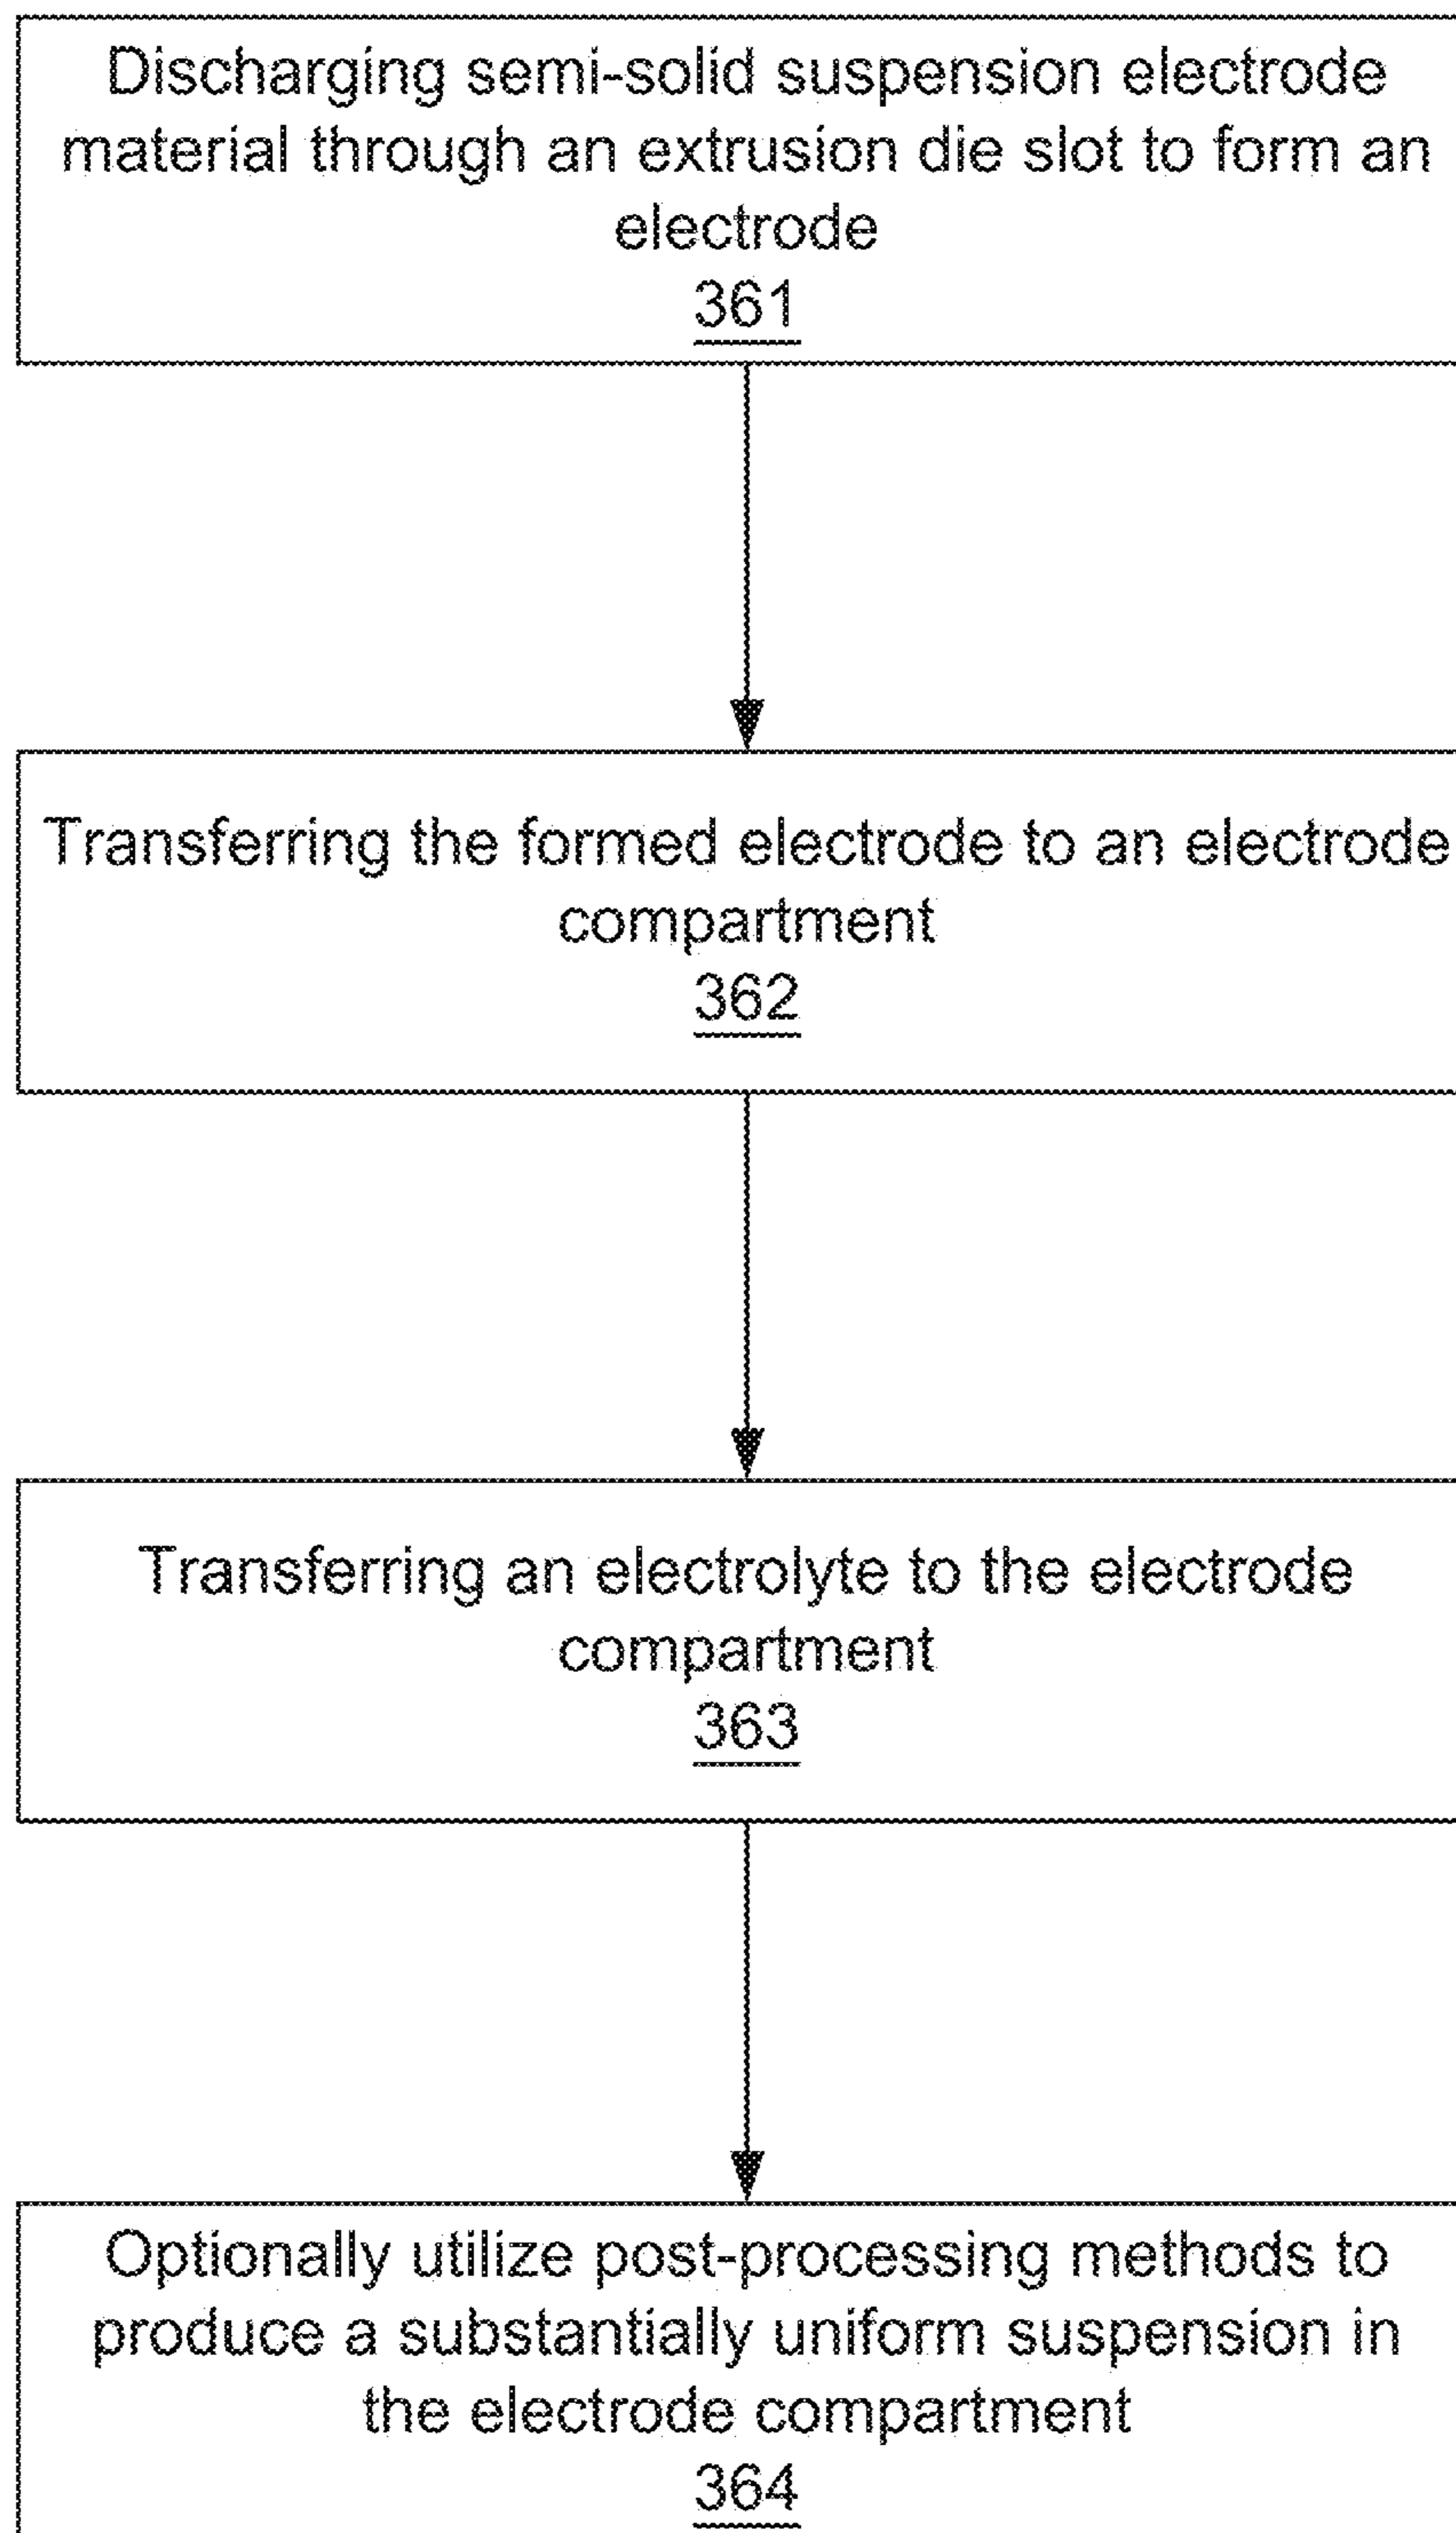 Discharging semi-solid suspension electrode
material through an extrusion die slot to form an
electrode
361
Transferring the formed electrode to an electrode
compartment
362
Transferring an electrolyte to the electrode
compartment
363
Optionally utilize post-processing methods to
produce a substantially uniform suspension in
the electrode compartment
364